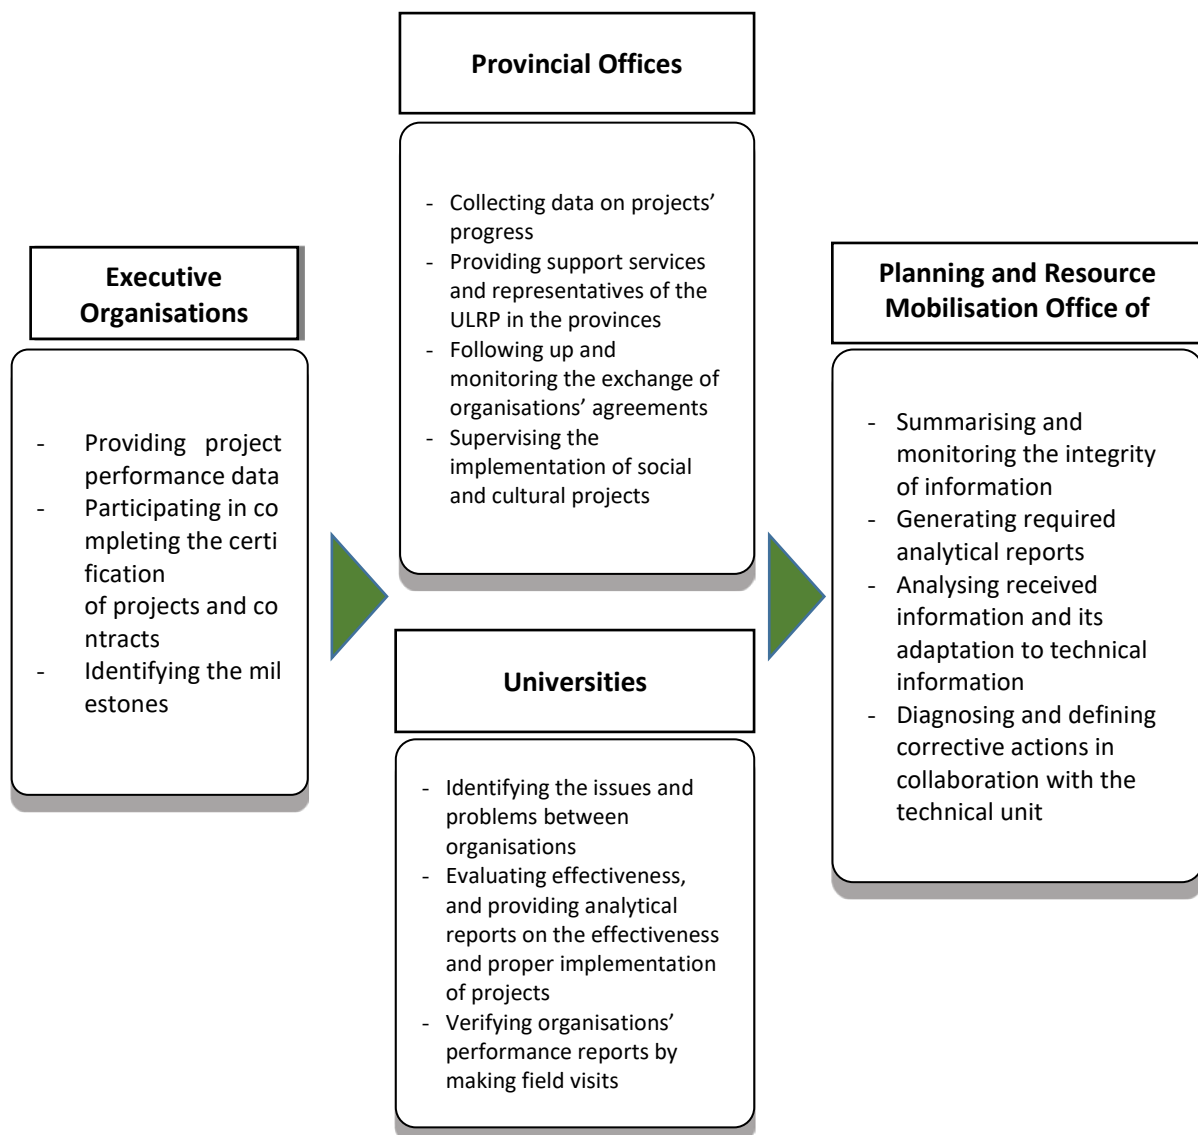 Executive
Organisations
-     Providing project
performance data
-     Participating in co
mpleting the certi
fication
of projects and co
ntracts
-     Identifying the mil
estones
Provincial Offices
- Collecting data on projects’
progress
- Providing support services
and representatives of the
ULRP in the provinces
- Following up and
monitoring the exchange of
organisations’ agreements
- Supervising the
implementation of social
and cultural projects
Universities
- Identifying the issues and
problems between
organisations
- Evaluating effectiveness,
and providing analytical
reports on the effectiveness
and proper implementation
of projects
- Verifying organisations’
performance reports by
making field visits
Planning and Resource
Mobilisation Office of
- Summarising and
monitoring the integrity
of information
- Generating required
analytical reports
- Analysing received
information and its
adaptation to technical
information
- Diagnosing and defining
corrective actions in
collaboration with the
technical unit